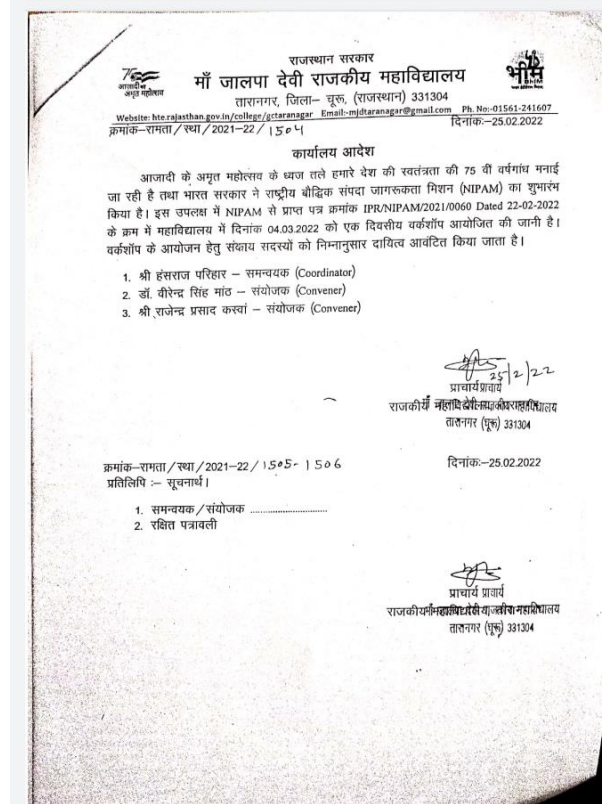 राजस्थान सरकार
75
आज़ादी का
अमृत महोत्सव
माँ जालपा देवी राजकीय महाविद्यालय
भीम
तारानगर, जिला– चूरू, (राजस्थान) 331304
Website: hte.rajasthan.gov.in/college/gctaranagar Email:-mjdtaranagar@gmail.com Ph. No:-01561-241607
क्रमांक–रामता/स्था/2021–22/1504 दिनांकः–25.02.2022
कार्यालय आदेश
आजादी के अमृत महोत्सव के ध्वज तले हमारे देश की स्वतंत्रता की 75 वीं वर्षगांठ मनाई
जा रही है तथा भारत सरकार ने राष्ट्रीय बौद्धिक संपदा जागरूकता मिशन (NIPAM) का शुभारंभ
किया है। इस उपलक्ष में NIPAM से प्राप्त पत्र क्रमांक IPR/NIPAM/2021/0060 Dated 22-02-2022
के क्रम में महाविद्यालय में दिनांक 04.03.2022 को एक दिवसीय वर्कशॉप आयोजित की जानी है।
वर्कशॉप के आयोजन हेतु संकाय सदस्यों को निम्नानुसार दायित्व आवंटित किया जाता है।
1. श्री हंसराज परिहार – समन्वयक (Coordinator)
2. डॉ. वीरेन्द्र सिंह मांठ – संयोजक (Convener)
3. श्री राजेन्द्र प्रसाद कस्वां – संयोजक (Convener)
25/2/22
प्राचार्य प्राचार्य
तारानगर (चूरू) 331304
क्रमांक–रामता/स्था/2021–22/1505-1506 दिनांकः–25.02.2022
प्रतिलिपि :– सूचनार्थ।
1. समन्वयक/संयोजक ..............................
2. रक्षित पत्रावली
प्राचार्य प्राचार्य
तारानगर (चूरू) 331304